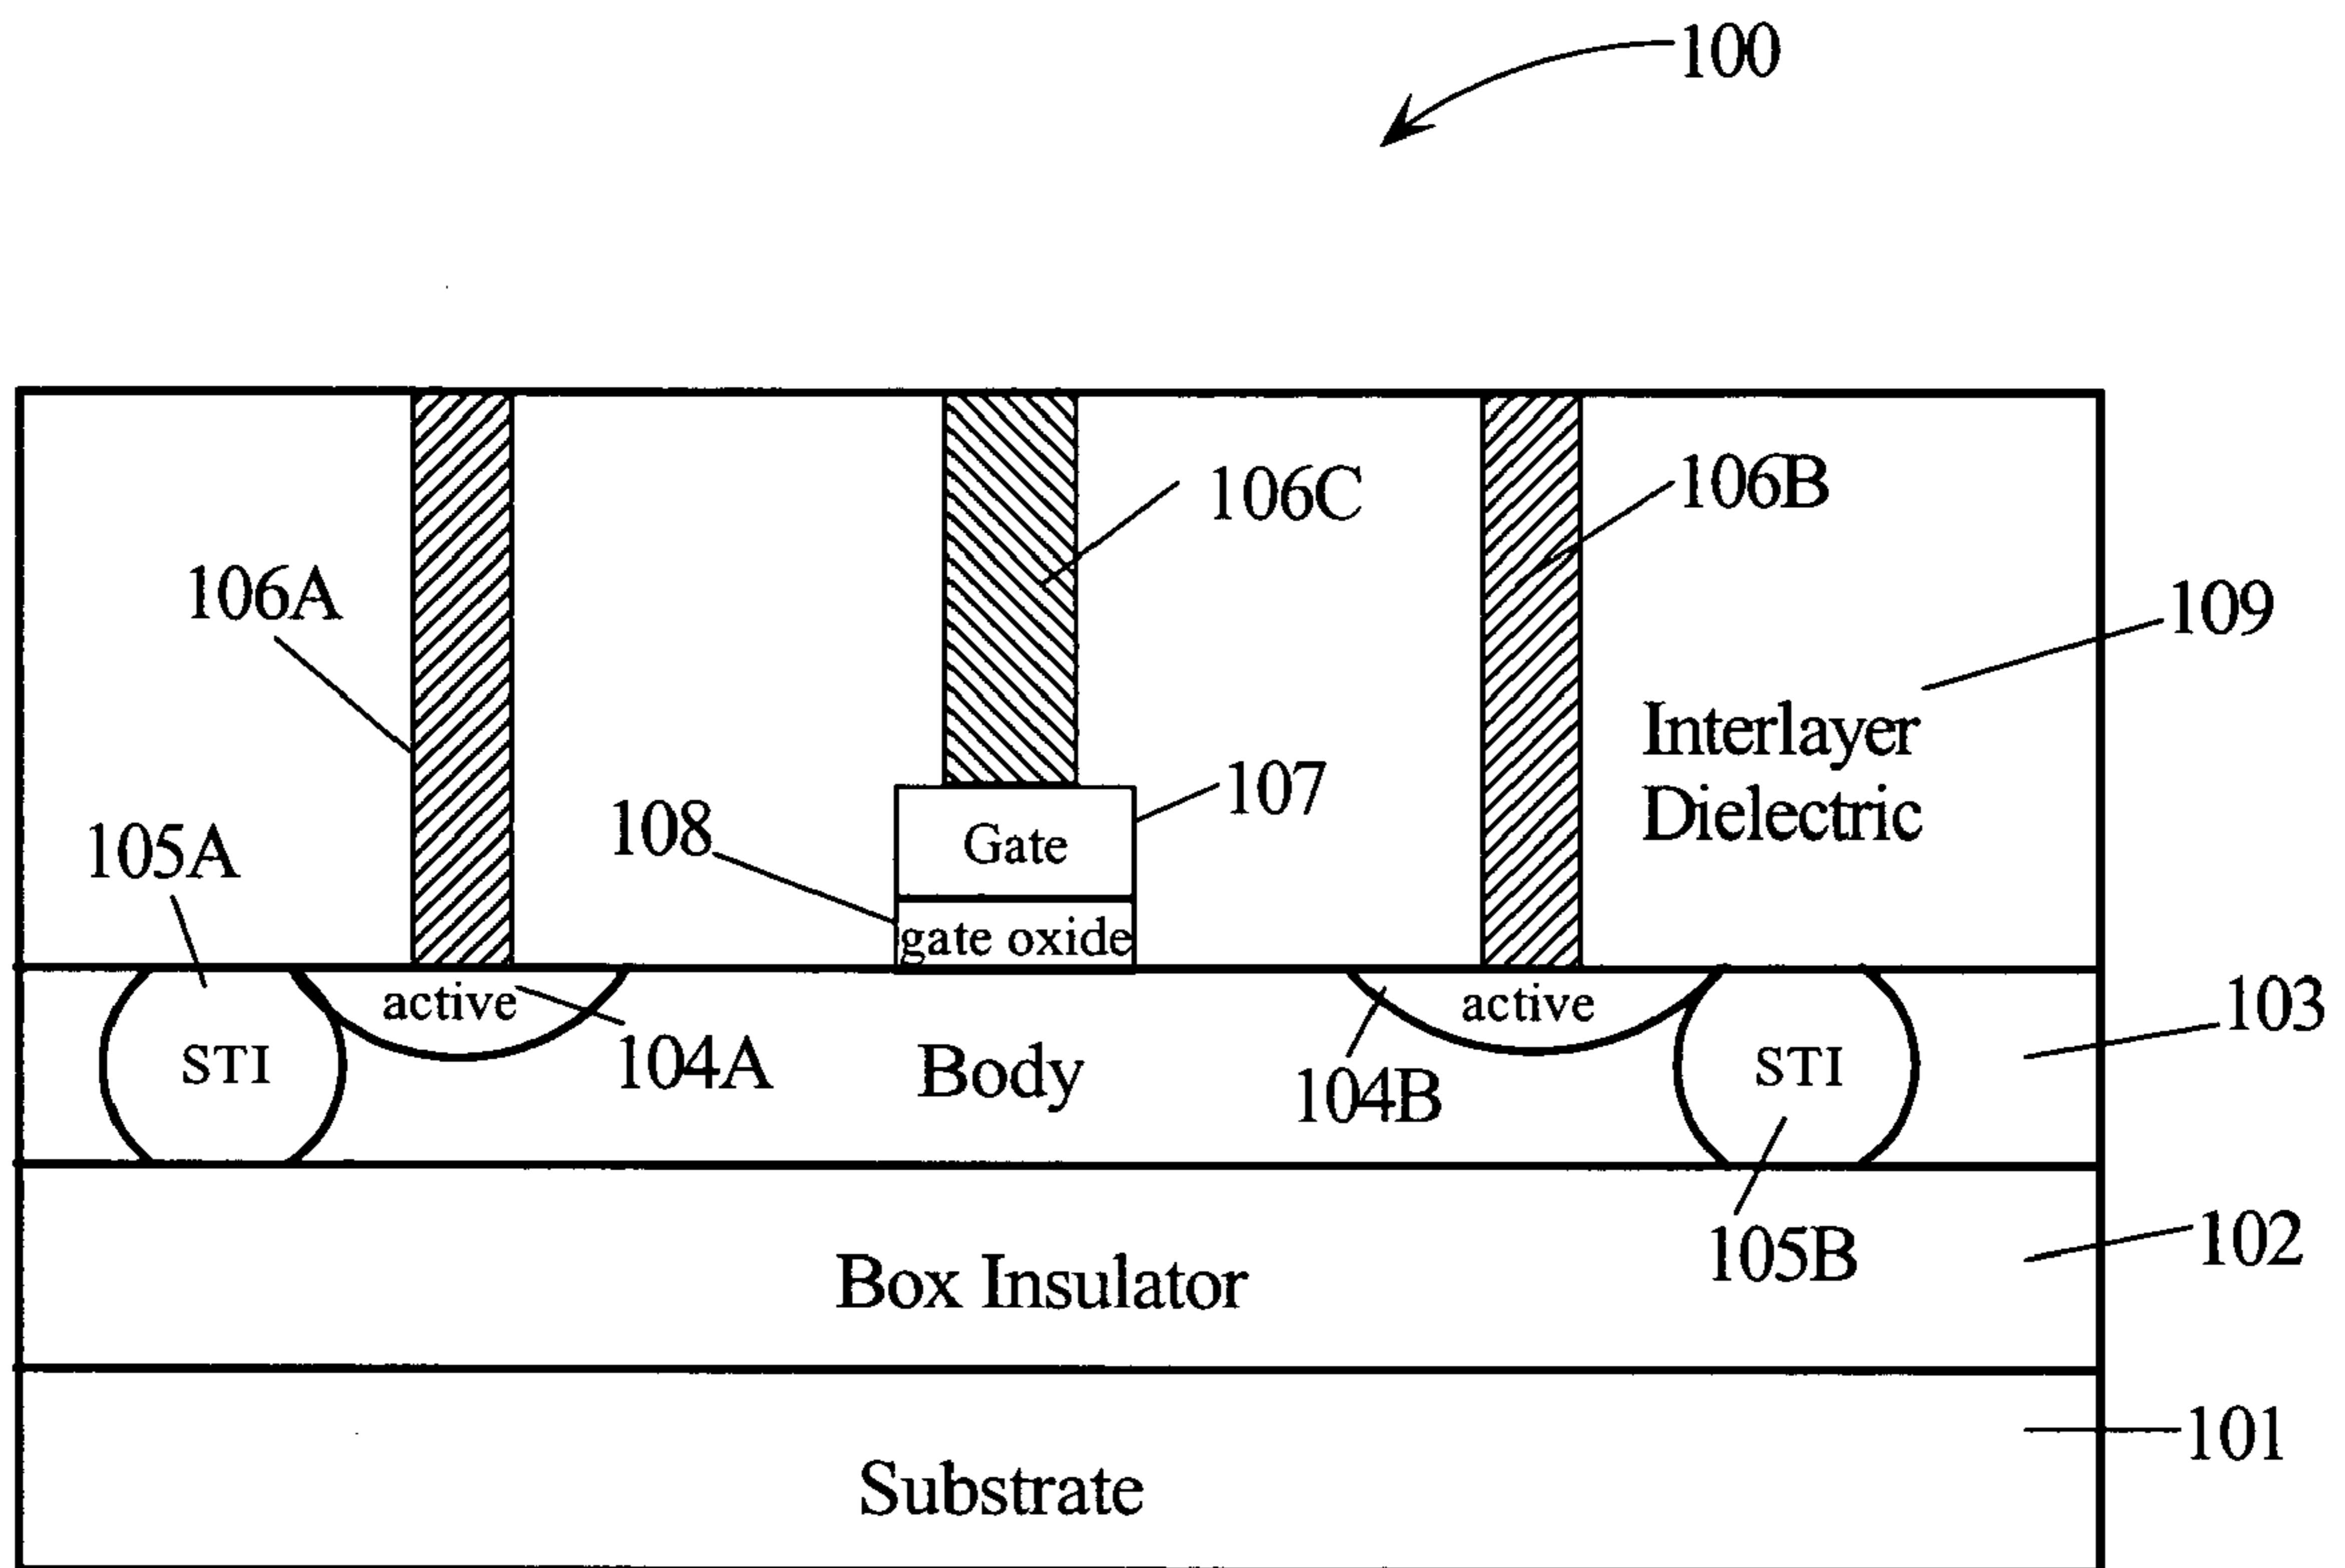 100
106C
106B
106A
109
Interlayer
Dielectric
107
108
Gate
105A
gate oxide
active
active
103
STI
104A
Body
104B
STI
102
105B
Box Insulator
101
Substrate